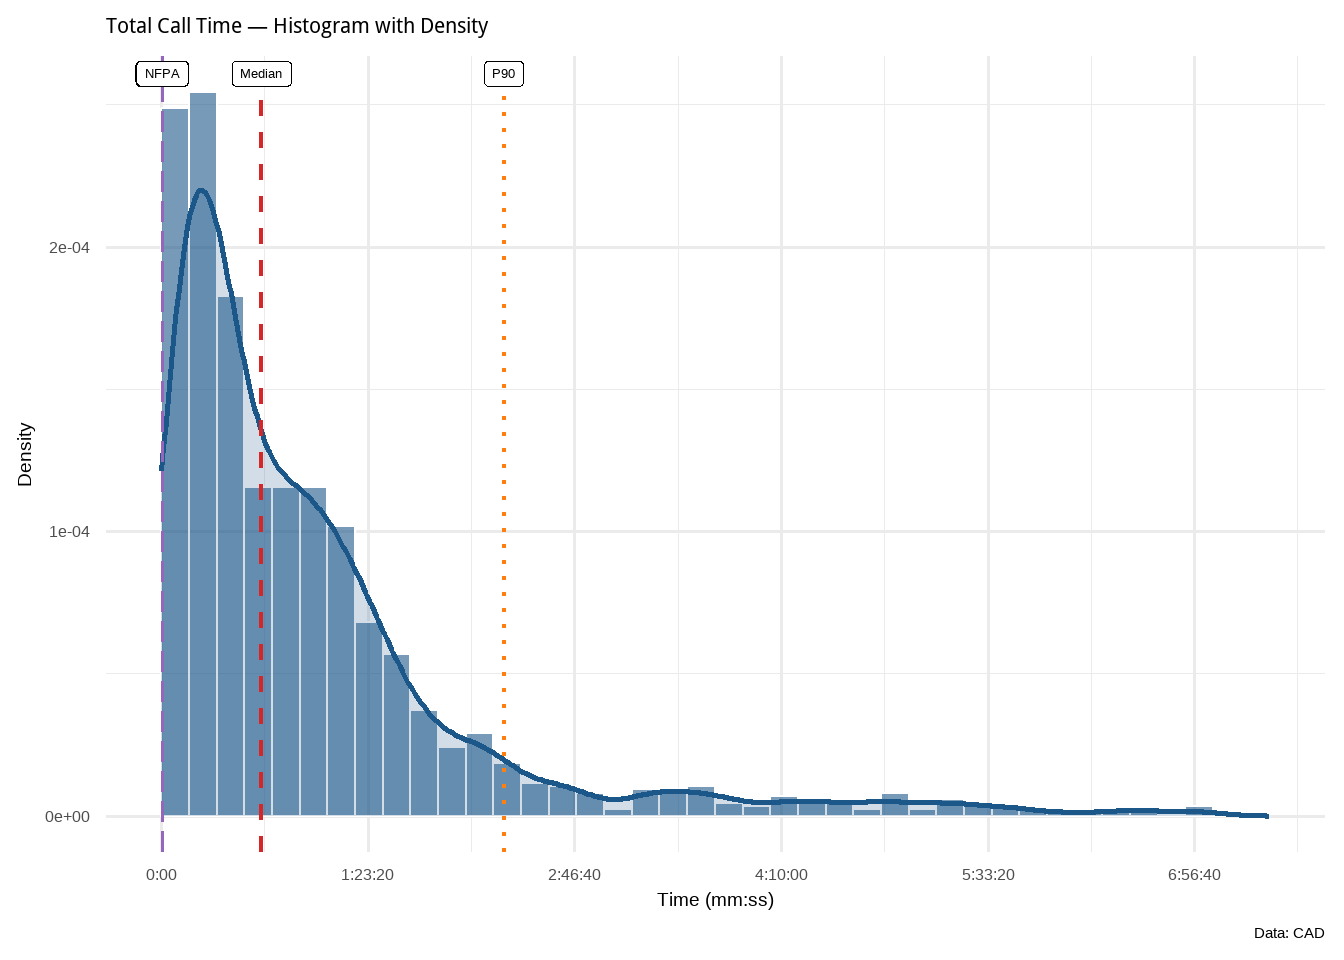 Total Call Time — Histogram with Density
NFPA
Median
P90
2e-04
1e-04
0e+00
Density
0:00
1:23:20
2:46:40
4:10:00
5:33:20
6:56:40
Time (mm:ss)
Data: CAD